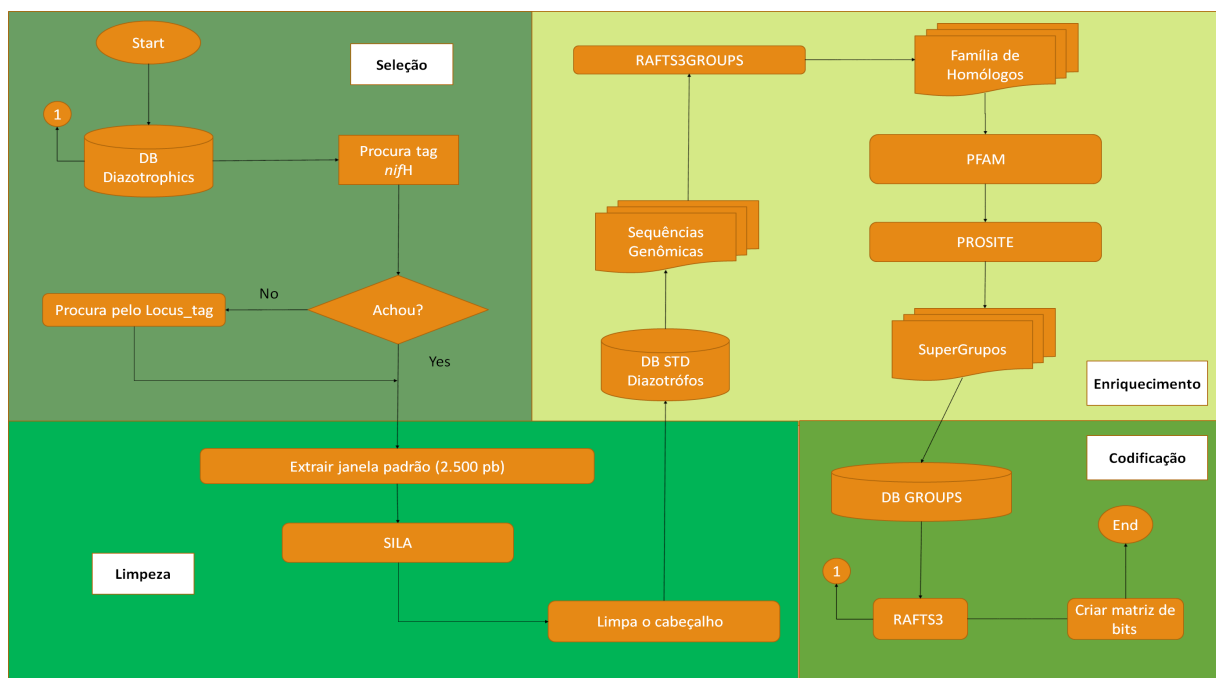 Start
Seleção
1
DB
Diazotrophics
Procura tag
nifH
Achou?
No
Yes
Procura pelo Locus_tag
Extrair janela padrão (2.500 pb)
SILA
Limpeza
Limpa o cabeçalho
DB STD
Diazotrófos
Sequências
Genômicas
RAFTS3GROUPS
Família de
Homólogos
PFAM
PROSITE
SuperGrupos
Enriquecimento
Codificação
DB GROUPS
1
RAFTS3
Criar matriz de
bits
End